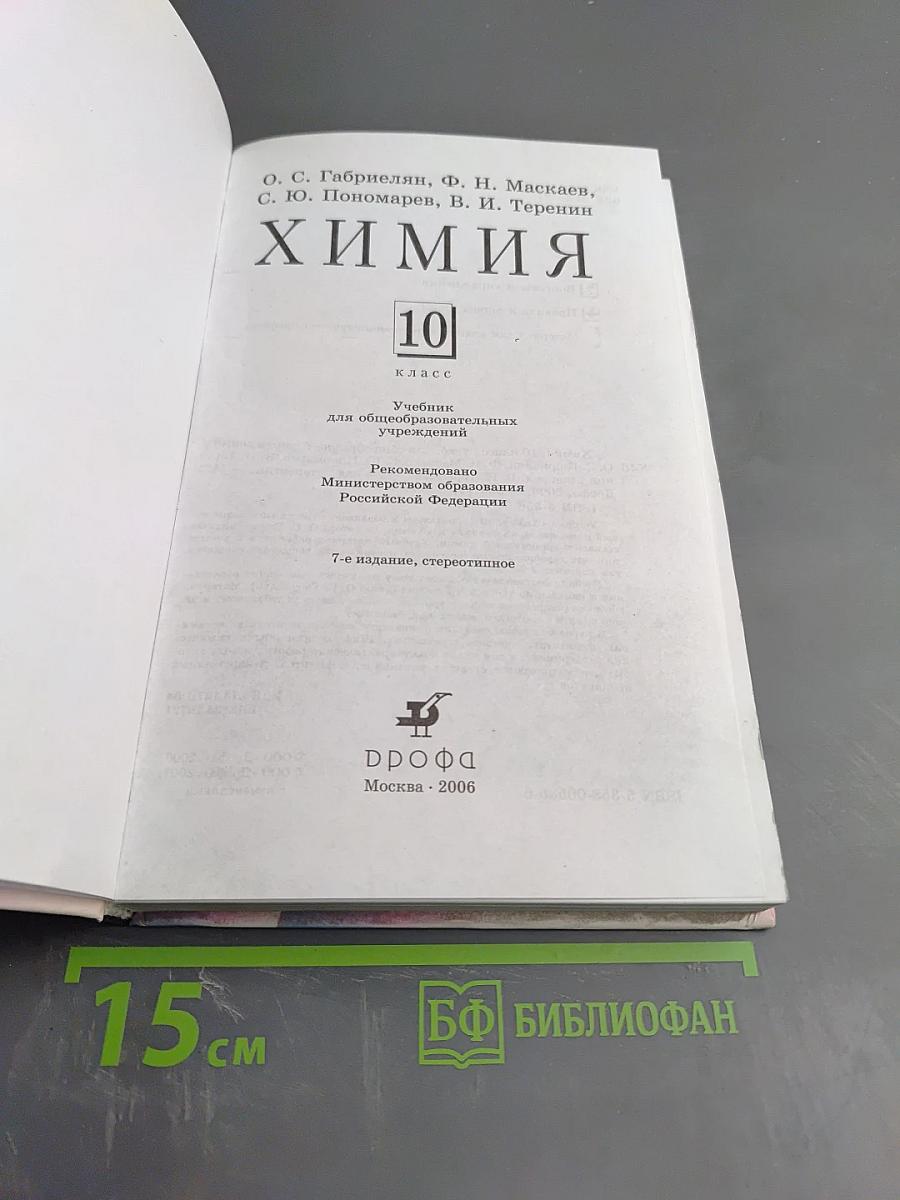 О. С. Габриелян, Ф. Н. Маскаев,
С. Ю. Пономарев, В. И. Теренин
ХИМИЯ
10
класс
Учебник
для общеобразовательных
учреждений
Рекомендовано
Министерством образования
Российской Федерации
7-е издание, стереотипное
дрофа
Москва · 2006
15 см
БФ БИБЛИОФАН